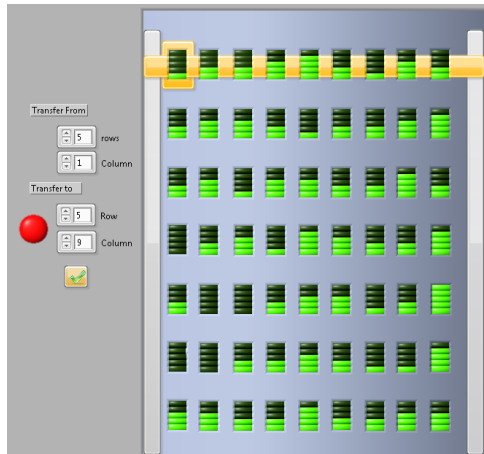 Transfer From
5 rows
1 Column
Transfer to
5 Row
9 Column